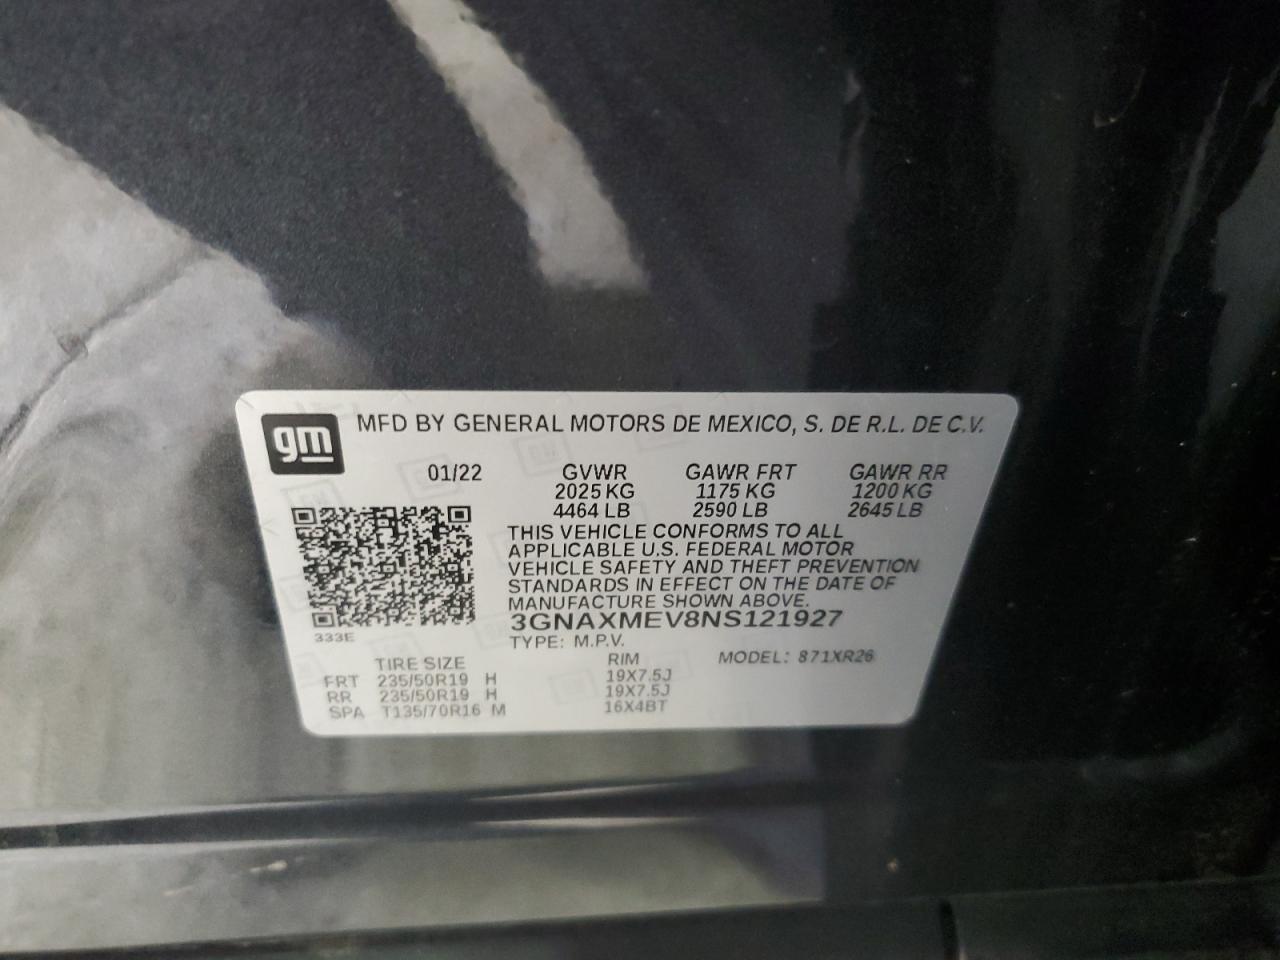 gm
MFD BY GENERAL MOTORS DE MEXICO, S. DE R.L. DE C.V.
01/22 GVWR GAWR FRT GAWR RR
2025 KG 1175 KG 1200 KG
4464 LB 2590 LB 2645 LB
THIS VEHICLE CONFORMS TO ALL
APPLICABLE U.S. FEDERAL MOTOR
VEHICLE SAFETY AND THEFT PREVENTION
STANDARDS IN EFFECT ON THE DATE OF
MANUFACTURE SHOWN ABOVE.
3GNAXMEV8NS121927
333E
TYPE: M.P.V.
TIRE SIZE RIM MODEL: 871XR26
FRT 235/50R19 H 19X7.5J
RR 235/50R19 H 19X7.5J
SPA T135/70R16 M 16X4BT